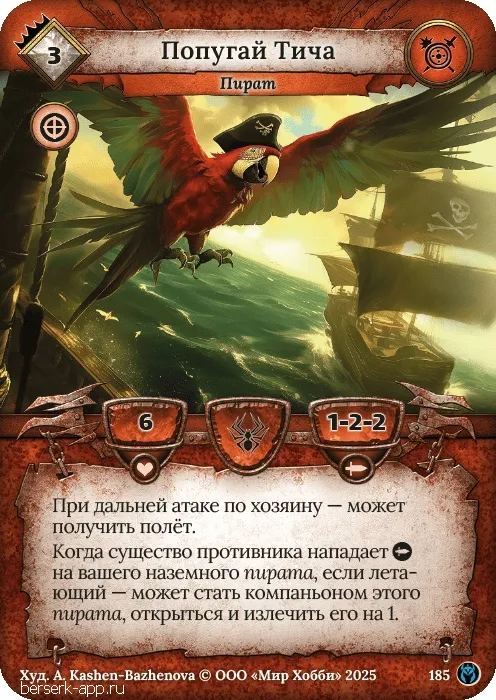 3
Попугай Тича
Пират
6
1-2-2
При дальней атаке по хозяину — может
получить полёт.
Когда существо противника нападает
на вашего наземного пирата, если лета-
ющий — может стать компаньоном этого
пирата, открыться и излечить его на 1.
Худ. A. Kashen-Bazhenova © ООО «Мир Хобби» 2025
185
berserk-app.ru